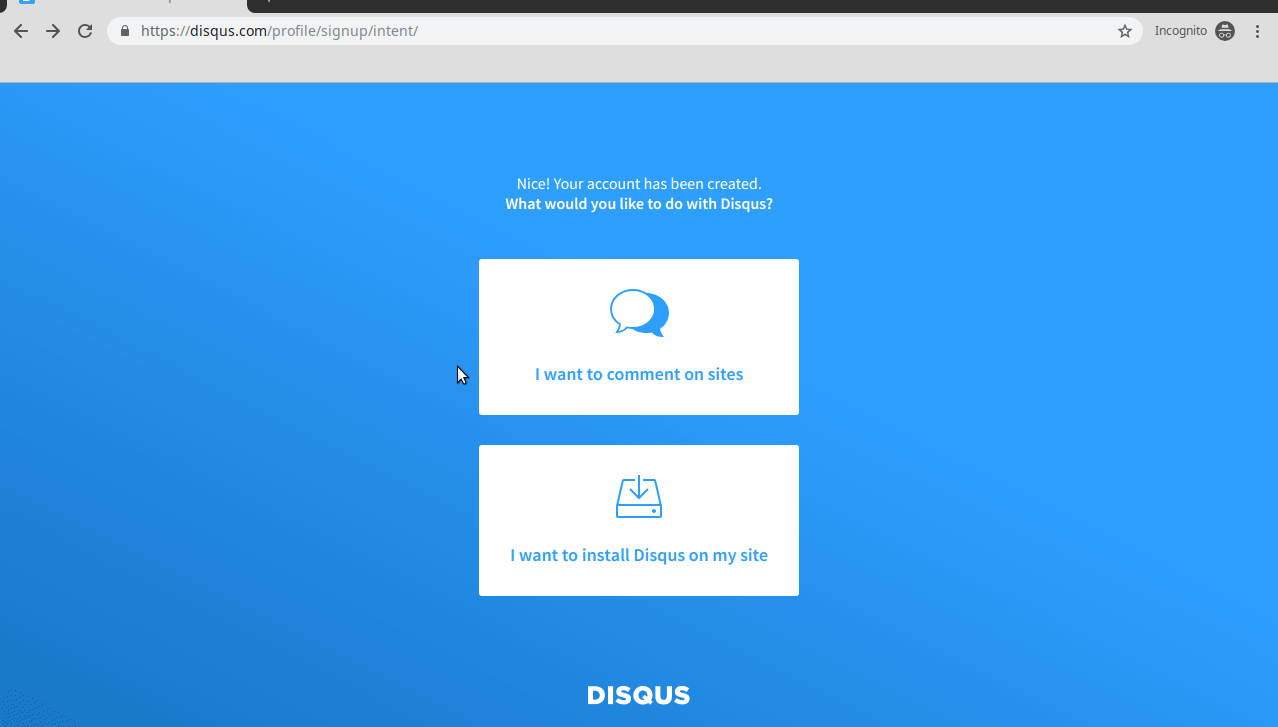 https://disqus.com/profile/signup/intent/
Incognito
Nice! Your account has been created.
What would you like to do with Disqus?
I want to comment on sites
I want to install Disqus on my site
DISQUS